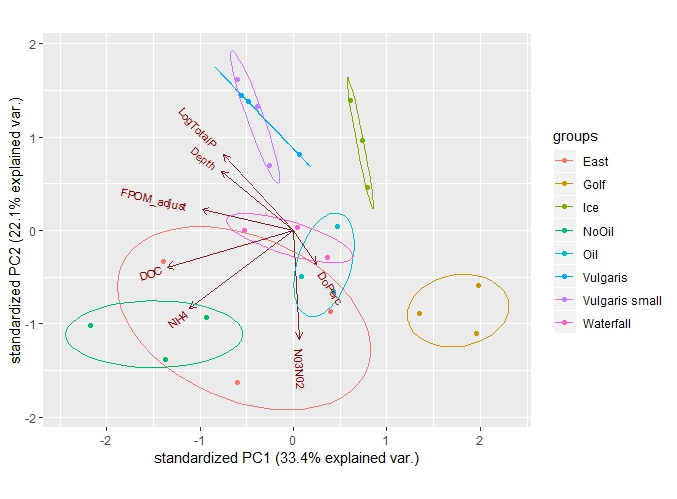 standardized PC2 (22.1% explained var.)
2
1
0
-1
-2
LogTotalP
Depth
FPOM_adjust
DOC
NH4
DoPerc
N03N02
-2
-1
0
1
2
standardized PC1 (33.4% explained var.)
groups
East
Golf
Ice
NoOil
Oil
Vulgaris
Vulgaris small
Waterfall